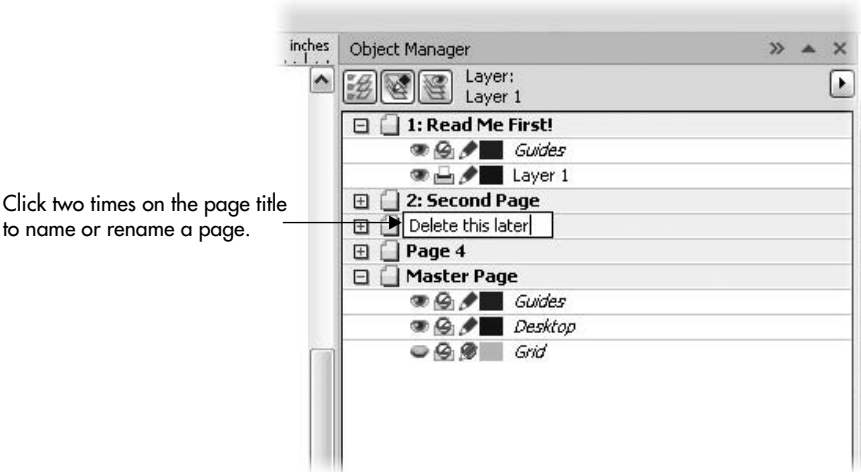 inches
Object Manager
Layer:
Layer 1
1: Read Me First!
Guides
Layer 1
2: Second Page
Click two times on the page title
to name or rename a page.
Delete this later
Page 4
Master Page
Guides
Desktop
Grid